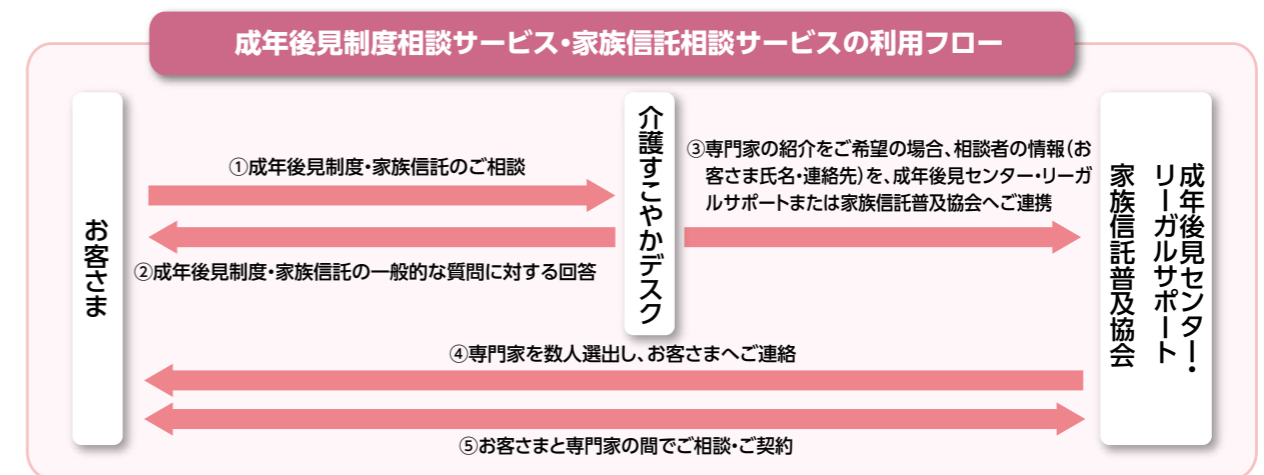 成年後見制度相談サービス・家族信託相談サービスの利用フロー
お客さま
①成年後見制度・家族信託のご相談
②成年後見制度・家族信託の一般的な質問に対する回答
介護すこやかデスク
③専門家の紹介をご希望の場合、相談者の情報（お
客さま氏名・連絡先）を、成年後見センター・リーガ
ルサポートまたは家族信託普及協会へご連携
成年後見センター・
リーガルサポート
家族信託普及協会
④専門家を数人選出し、お客さまへご連絡
⑤お客さまと専門家の間でご相談・ご契約